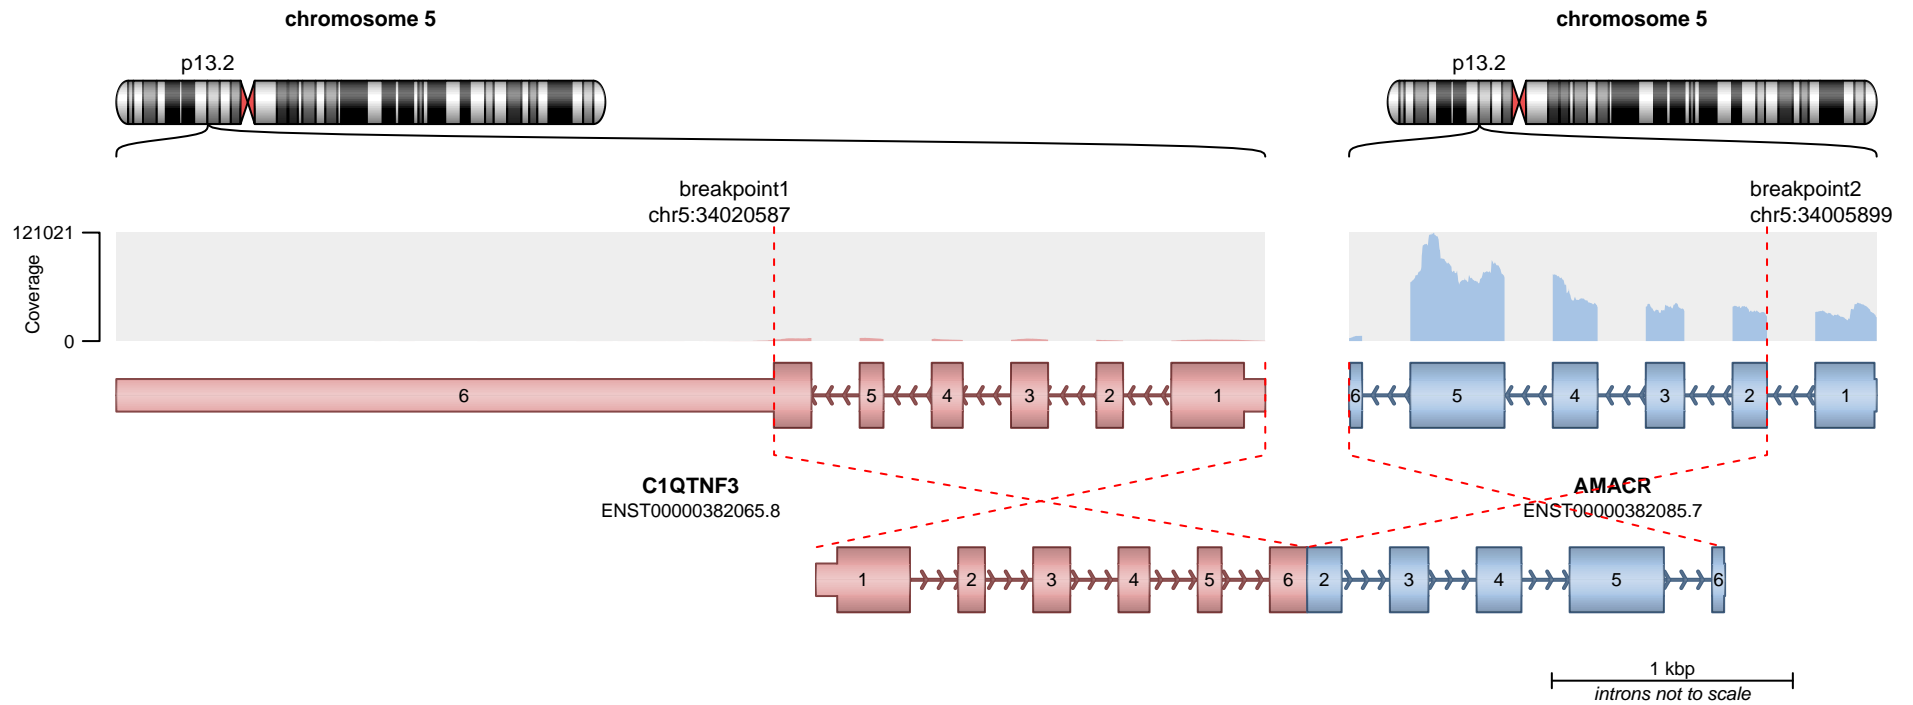 chromosome 5
chromosome 5
p13.2
p13.2
breakpoint1
chr5:34020587
breakpoint2
chr5:34005899
121021
Coverage
0
6 5 4 3 2 1
6 5 4 3 2 1
C1QTNF3
ENST00000382065.8
AMACR
ENST00000382085.7
1 2 3 4 5 6 2 3 4 5 6
1 kbp
introns not to scale